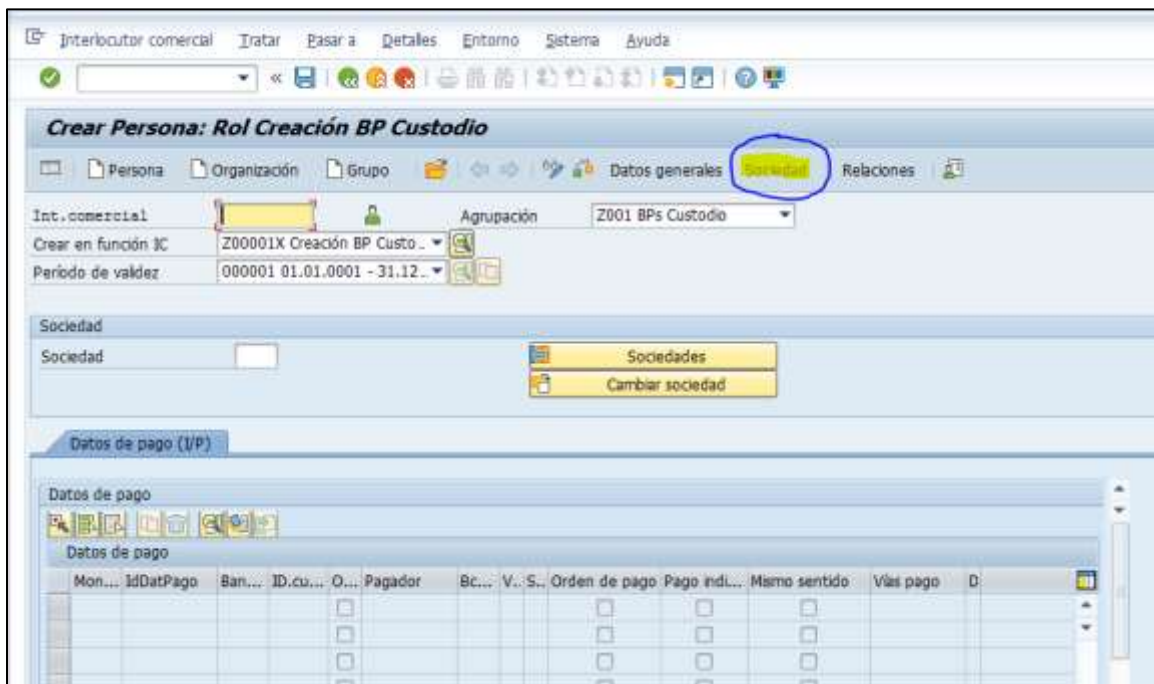 Interlocutor comercial Tratar Pasar a Detalles Entorno Sistema Ayuda
Crear Persona: Rol Creación BP Custodio
Persona Organización Grupo Datos generales Sociedad Relaciones
Int.comercial Agrupación Z001 BPs Custodio
Crear en función IC Z00001X Creación BP Custo..
Período de validez 000001 01.01.0001 - 31.12..
Sociedad
Sociedad Sociedades
Cambiar sociedad
Datos de pago (I/P)
Datos de pago
Datos de pago
Mon... IdDatPago Ban... ID.cu... O... Pagador Bc... V.. S.. Orden de pago Pago indi... Mismo sentido Vías pago D